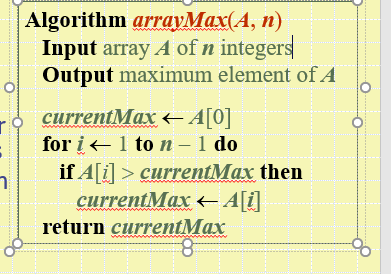 Algorithm arrayMax(A, n)
Input array A of n integers
Output maximum element of A
currentMax ← A[0]
for i ← 1 to n − 1 do
if A[i] > currentMax then
currentMax ← A[i]
return currentMax